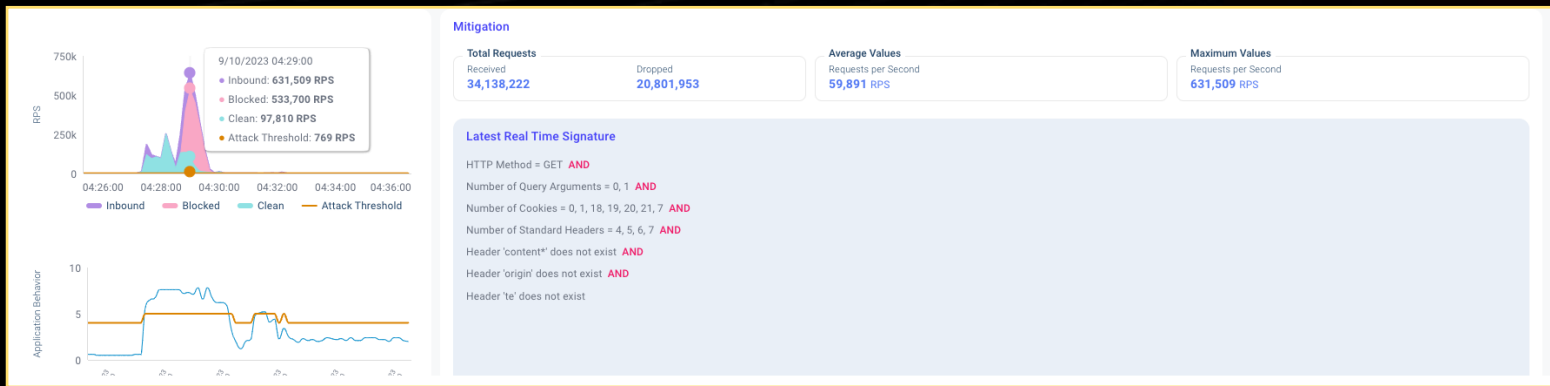 750k
500k
250k
0
RPS
9/10/2023 04:29:00
Inbound: 631,509 RPS
Blocked: 533,700 RPS
Clean: 97,810 RPS
Attack Threshold: 769 RPS
04:26:00 04:28:00 04:30:00 04:32:00 04:34:00 04:36:00
Inbound Blocked Clean Attack Threshold
10
5
0
Application Behavior
Mitigation
Total Requests
Received Dropped
34,138,222 20,801,953
Average Values
Requests per Second
59,891 RPS
Maximum Values
Requests per Second
631,509 RPS
Latest Real Time Signature
HTTP Method = GET AND
Number of Query Arguments = 0, 1 AND
Number of Cookies = 0, 1, 18, 19, 20, 21, 7 AND
Number of Standard Headers = 4, 5, 6, 7 AND
Header 'content*' does not exist AND
Header 'origin' does not exist AND
Header 'te' does not exist